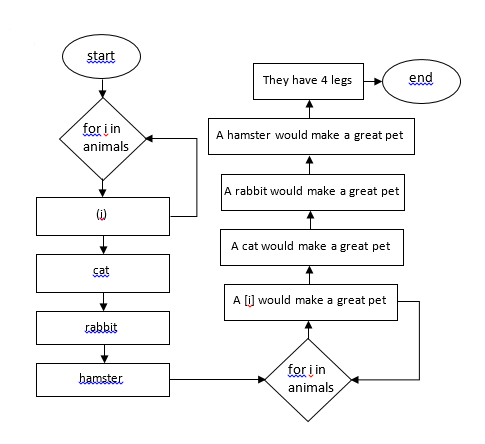 start
for i in
animals
(i)
cat
rabbit
hamster
for i in
animals
A [i] would make a great pet
A cat would make a great pet
A rabbit would make a great pet
A hamster would make a great pet
They have 4 legs
end